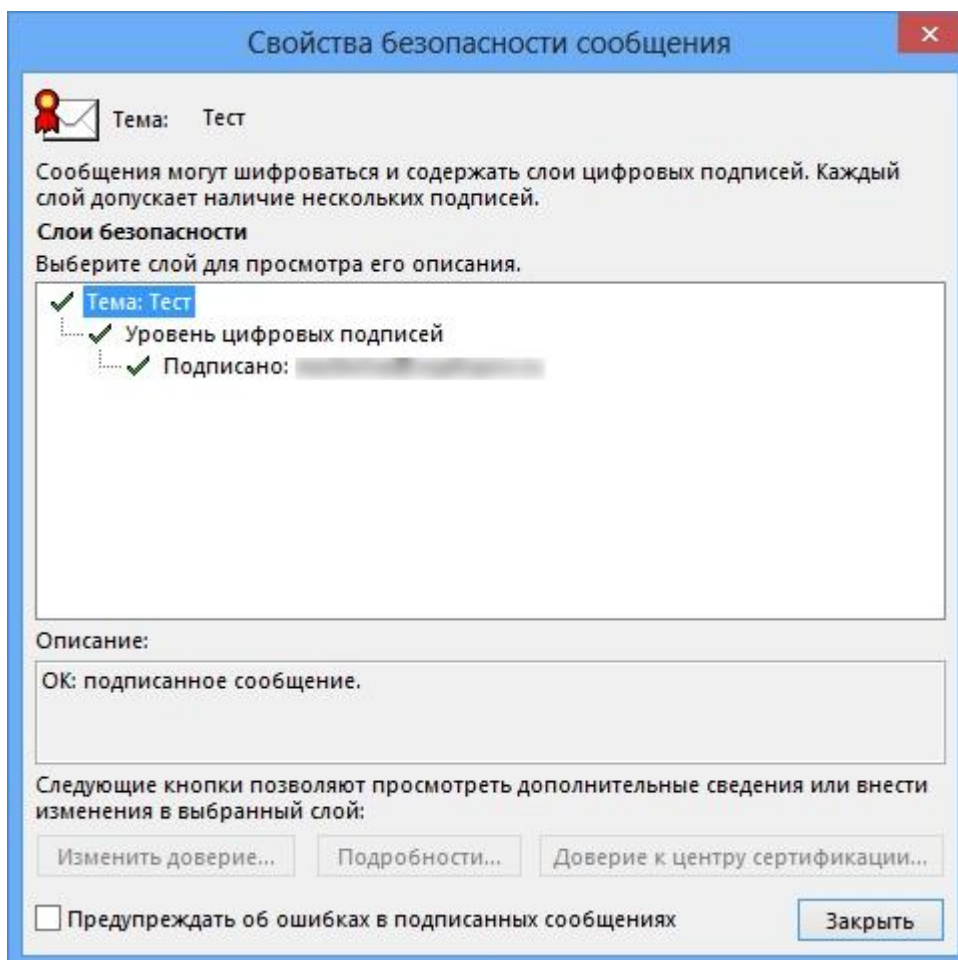 Свойства безопасности сообщения
Тема: Тест
Сообщения могут шифроваться и содержать слои цифровых подписей. Каждый
слой допускает наличие нескольких подписей.
Слои безопасности
Выберите слой для просмотра его описания.
Тема: Тест
Уровень цифровых подписей
Подписано:
Описание:
ОК: подписанное сообщение.
Следующие кнопки позволяют просмотреть дополнительные сведения или внести
изменения в выбранный слой:
Изменить доверие... Подробности... Доверие к центру сертификации...
Предупреждать об ошибках в подписанных сообщениях Закрыть